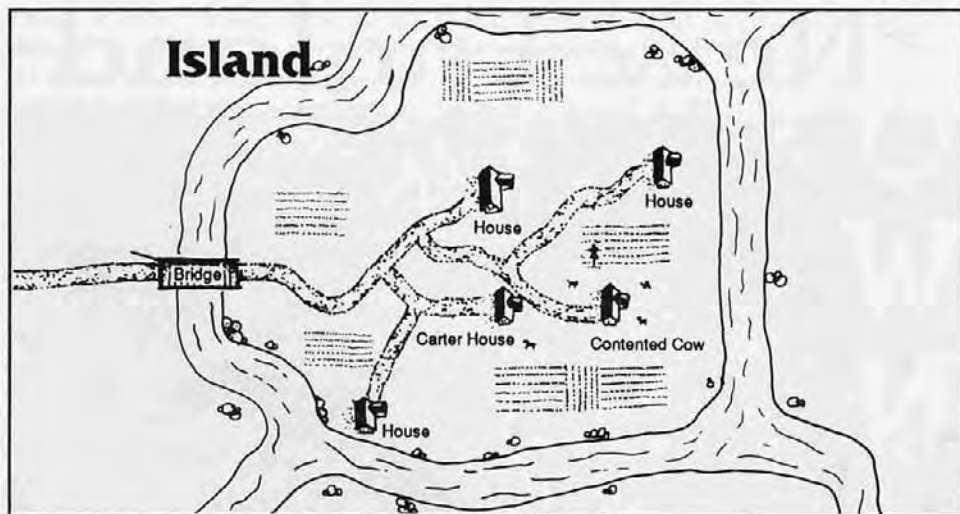 Island
House
House
Bridge
Carter House
Contented Cow
House